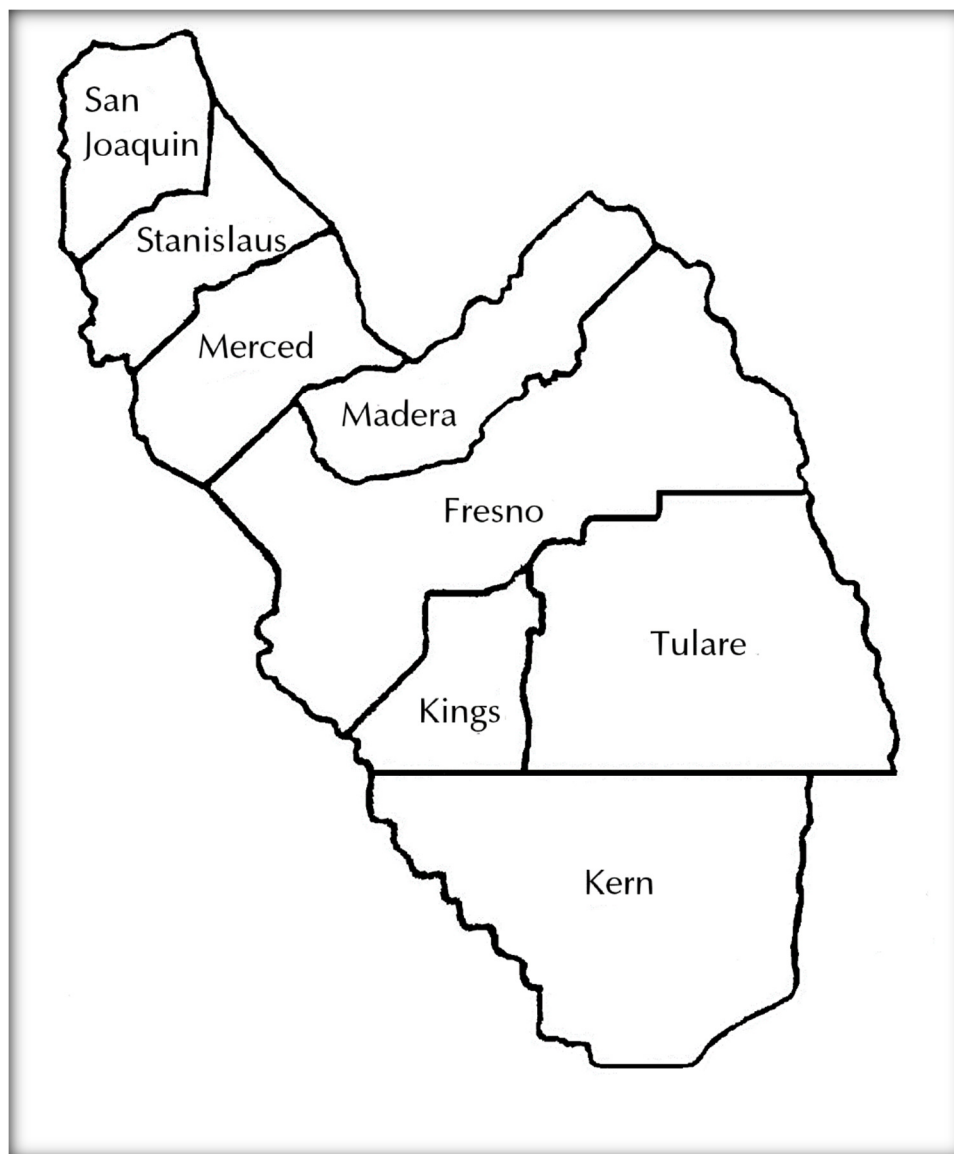 San
Joaquin
Stanislaus
Merced
Madera
Fresno
Tulare
Kings
Kern